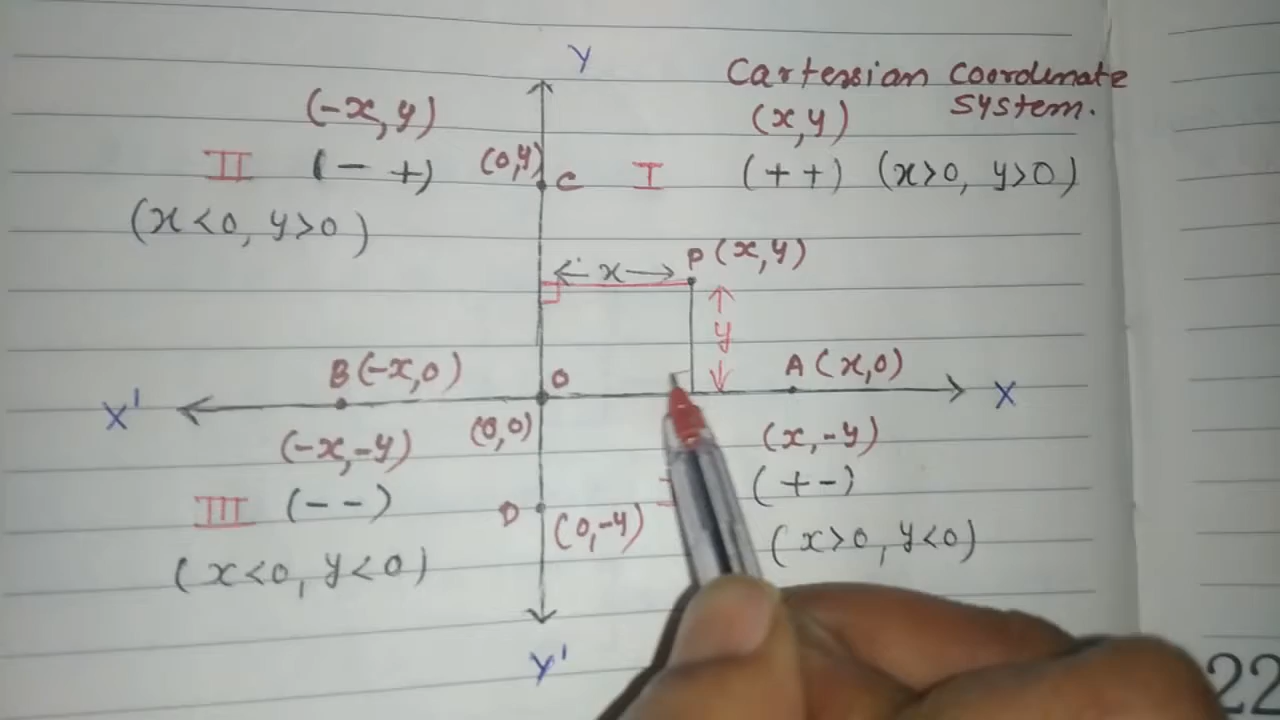 Y
Cartessian Coordinate
System.
(-x, y)
(x, y)
II (- +)
(0, y)
C
I
(+ +) (x>0, y>0)
(x<0, y>0)
P (x, y)
x
y
B (-x, 0)
O
A (x, 0)
X'
X
(0, 0)
(-x, -y)
(x, -y)
III (- -)
(+ -)
D
(0, -y)
(x<0, y<0)
(x>0, y<0)
Y'
22